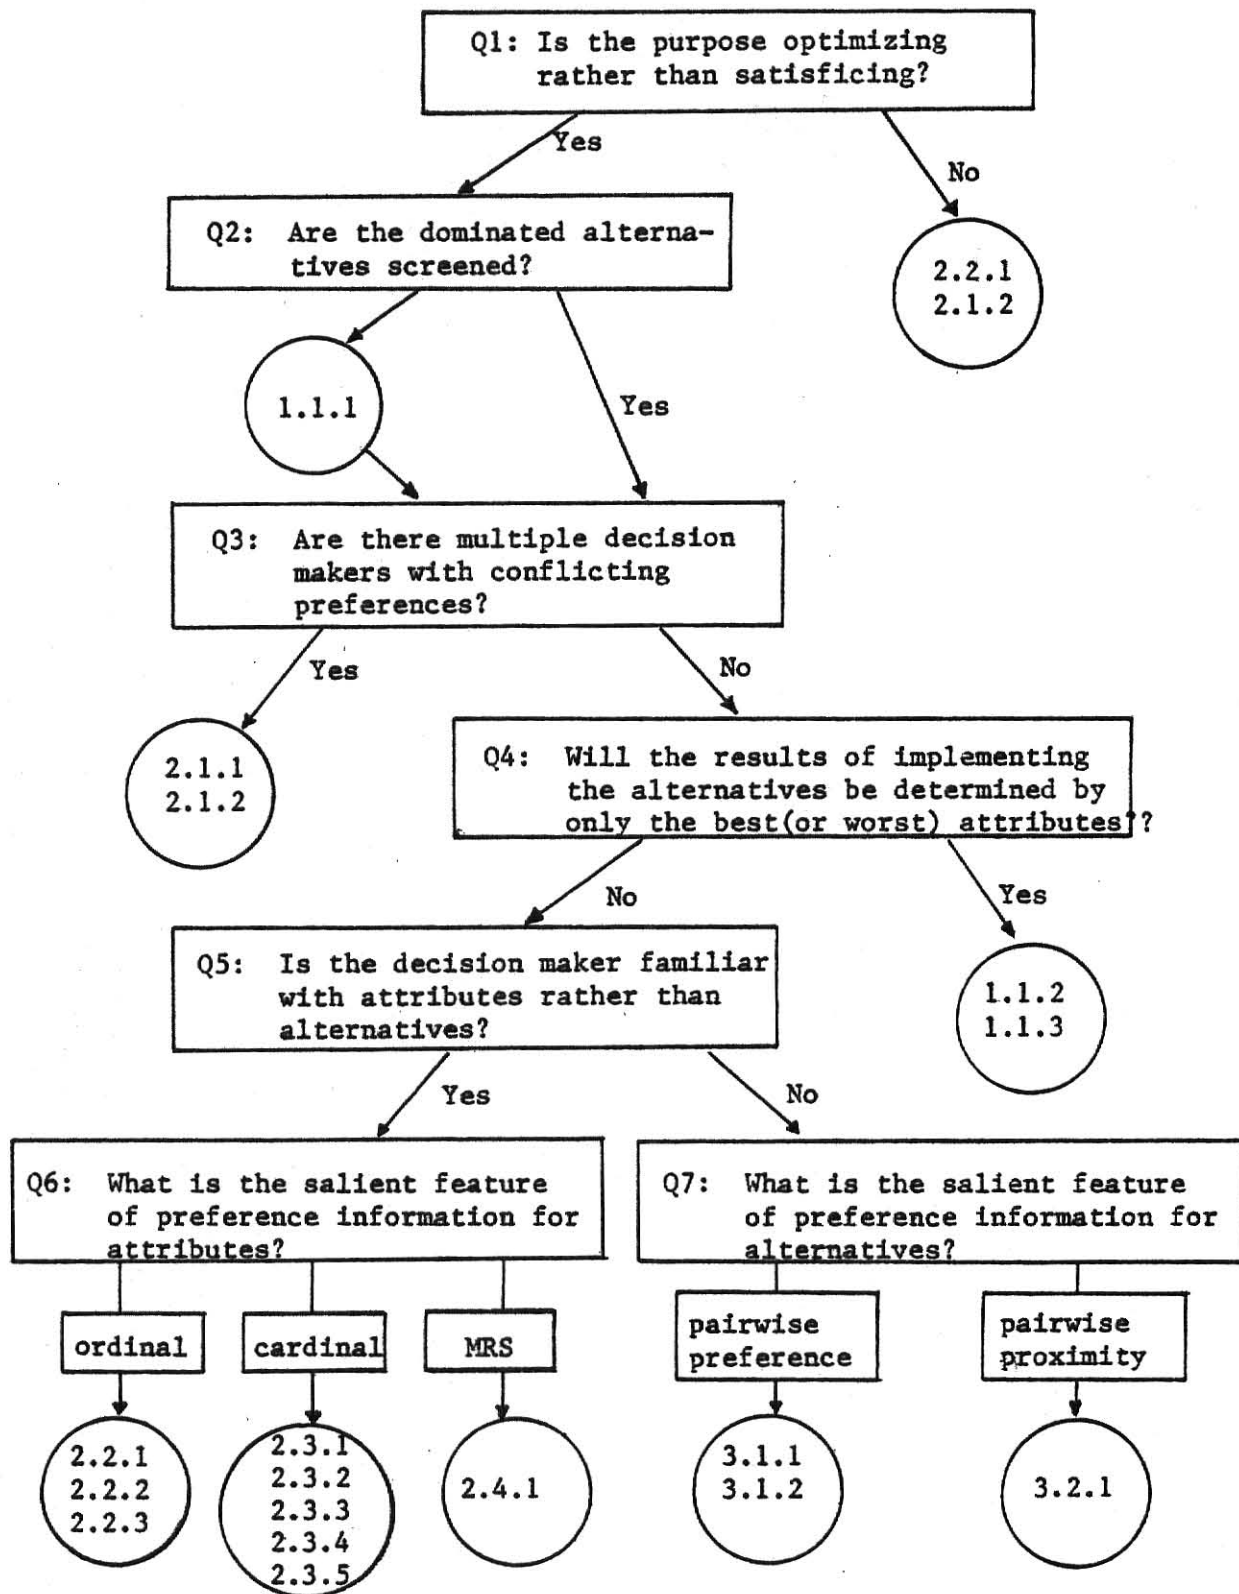 Q1: Is the purpose optimizing
rather than satisficing?
Yes
No
Q2: Are the dominated alterna-
tives screened?
2.2.1
2.1.2
1.1.1
Yes
Q3: Are there multiple decision
makers with conflicting
preferences?
Yes
No
2.1.1
2.1.2
Q4: Will the results of implementing
the alternatives be determined by
only the best(or worst) attributes?
No
Yes
Q5: Is the decision maker familiar
with attributes rather than
alternatives?
1.1.2
1.1.3
Yes
No
Q6: What is the salient feature
of preference information for
attributes?
Q7: What is the salient feature
of preference information for
alternatives?
ordinal
cardinal
MRS
pairwise
preference
pairwise
proximity
2.2.1
2.2.2
2.2.3
2.3.1
2.3.2
2.3.3
2.3.4
2.3.5
2.4.1
3.1.1
3.1.2
3.2.1